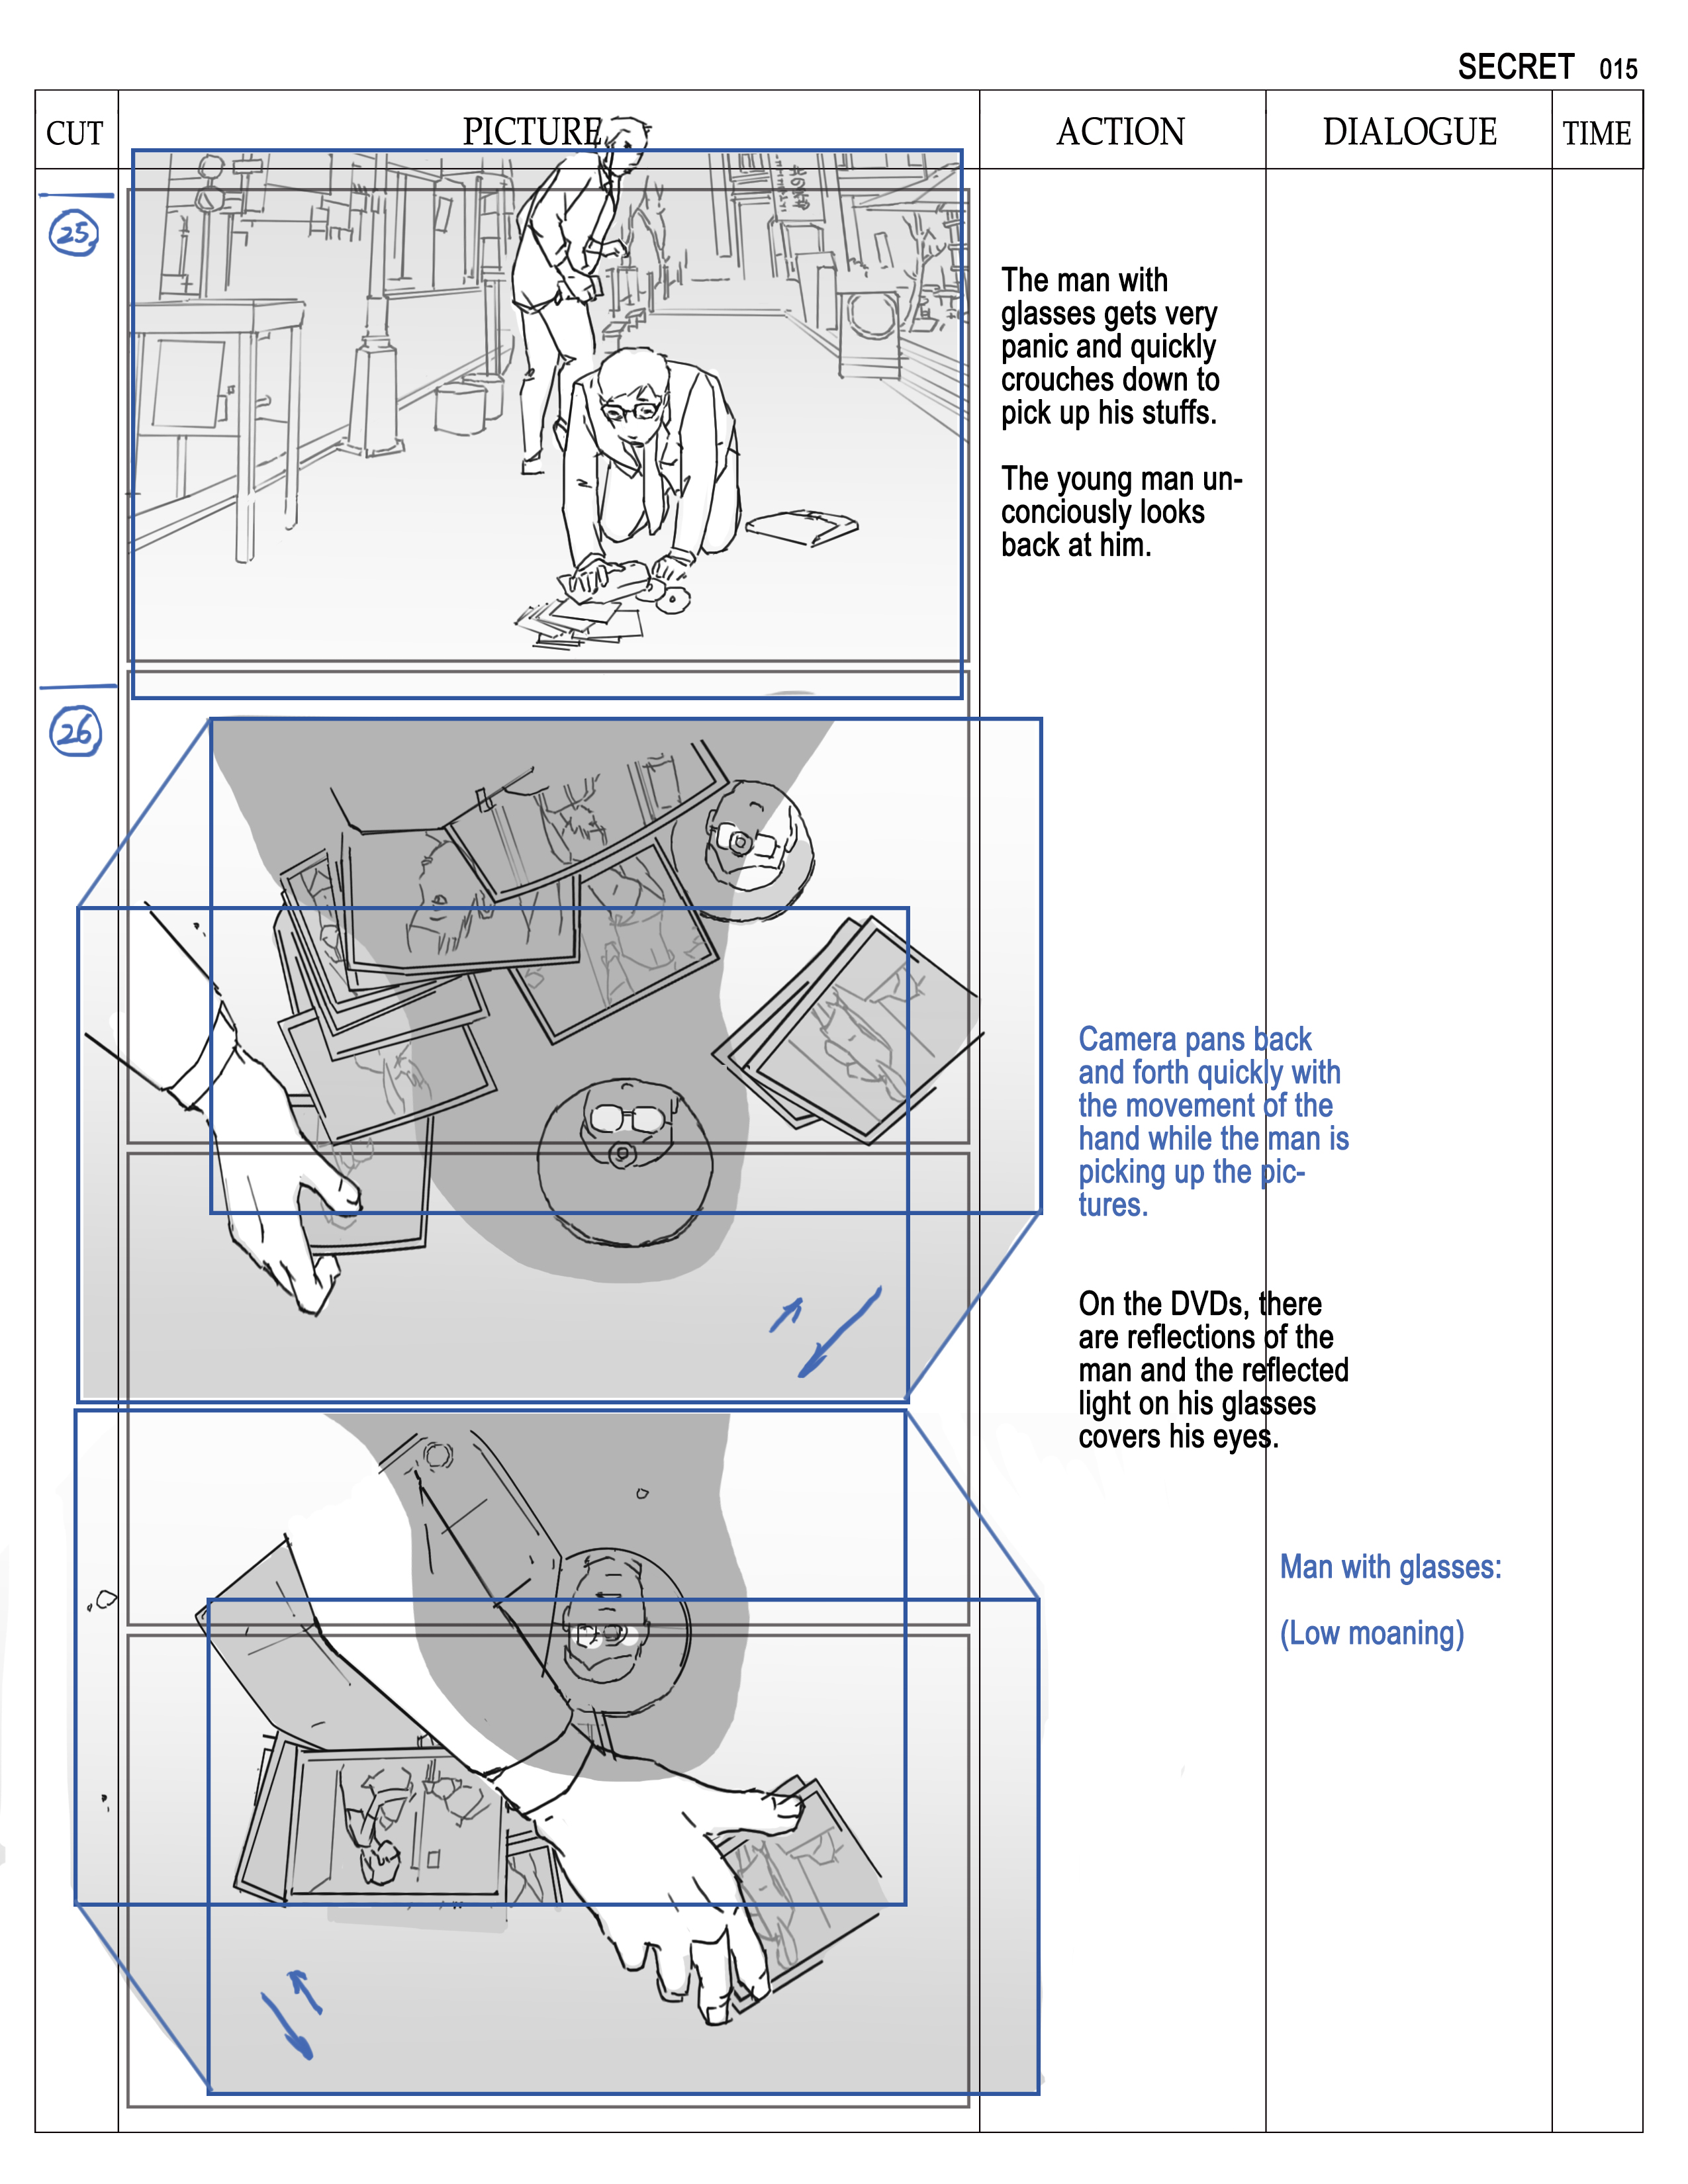 SECRET 015
CUT PICTURE ACTION DIALOGUE TIME
25
The man with
glasses gets very
panic and quickly
crouches down to
pick up his stuffs.
The young man un-
conciously looks
back at him.
26
Camera pans back
and forth quickly with
the movement of the
hand while the man is
picking up the pic-
tures.
On the DVDs, there
are reflections of the
man and the reflected
light on his glasses
covers his eyes.
Man with glasses:
(Low moaning)